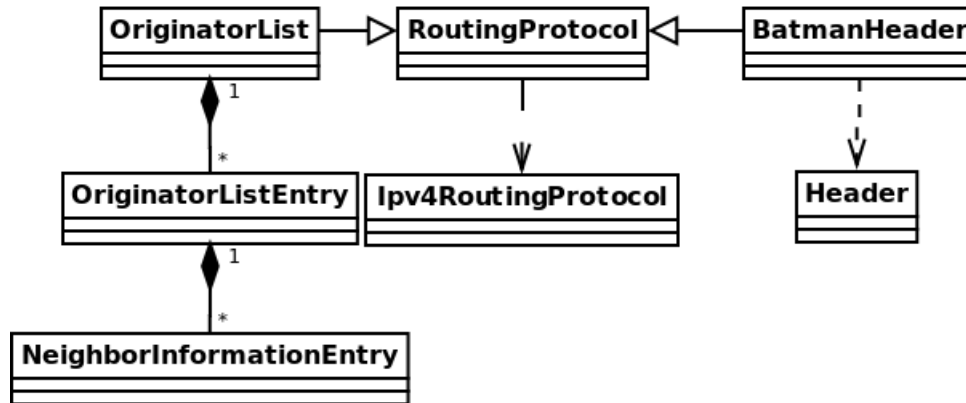 OriginatorList
RoutingProtocol
BatmanHeader
1
*
OriginatorListEntry
Ipv4RoutingProtocol
Header
1
*
NeighborInformationEntry